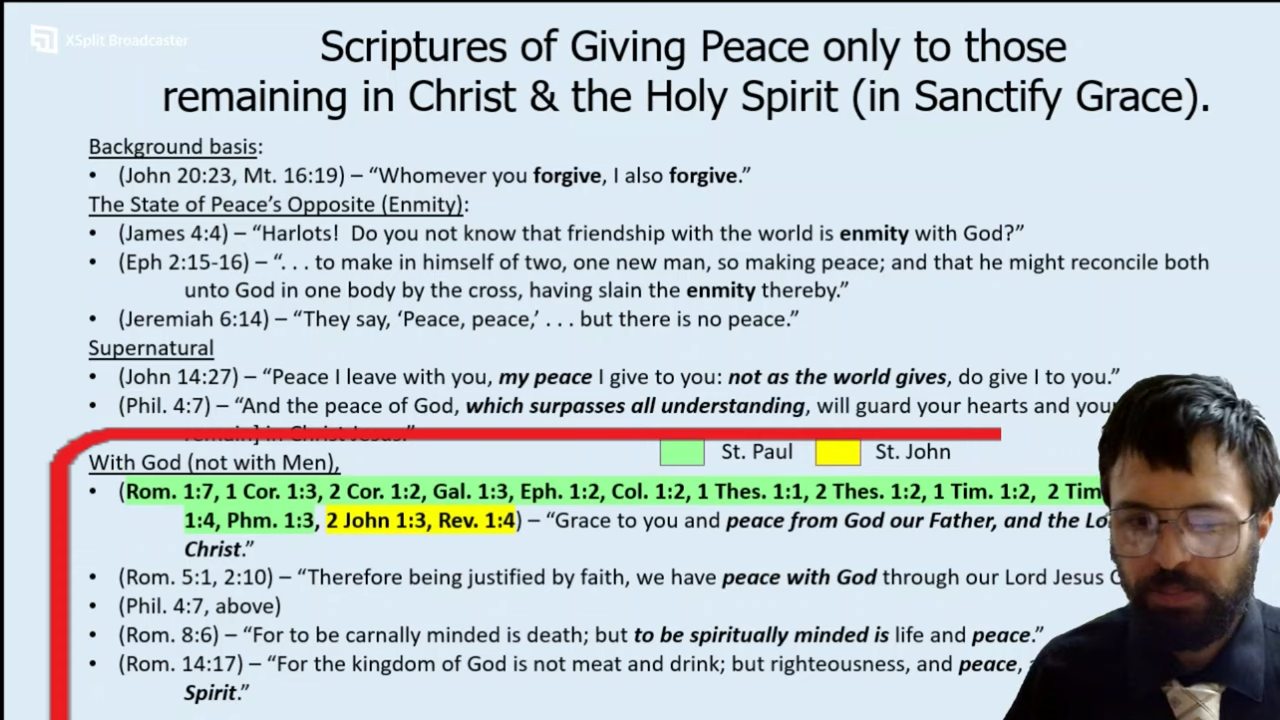 XSplit Broadcaster
Scriptures of Giving Peace only to those
remaining in Christ & the Holy Spirit (in Sanctify Grace).
Background basis:
• (John 20:23, Mt. 16:19) – “Whomever you forgive, I also forgive.”
The State of Peace’s Opposite (Enmity):
• (James 4:4) – “Harlots! Do you not know that friendship with the world is enmity with God?”
• (Eph 2:15-16) – “. . . to make in himself of two, one new man, so making peace; and that he might reconcile both
unto God in one body by the cross, having slain the enmity thereby.”
• (Jeremiah 6:14) – “They say, ‘Peace, peace,’ . . . but there is no peace.”
Supernatural
• (John 14:27) – “Peace I leave with you, my peace I give to you: not as the world gives, do give I to you.”
• (Phil. 4:7) – “And the peace of God, which surpasses all understanding, will guard your hearts and your
remain] in Christ Jesus.”
St. Paul St. John
With God (not with Men),
• (Rom. 1:7, 1 Cor. 1:3, 2 Cor. 1:2, Gal. 1:3, Eph. 1:2, Col. 1:2, 1 Thes. 1:1, 2 Thes. 1:2, 1 Tim. 1:2, 2 Tim
1:4, Phm. 1:3, 2 John 1:3, Rev. 1:4) – “Grace to you and peace from God our Father, and the
Christ.”
• (Rom. 5:1, 2:10) – “Therefore being justified by faith, we have peace with God through our Lord Jesus
• (Phil. 4:7, above)
• (Rom. 8:6) – “For to be carnally minded is death; but to be spiritually minded is life and peace.”
• (Rom. 14:17) – “For the kingdom of God is not meat and drink; but righteousness, and peace,
Spirit.”